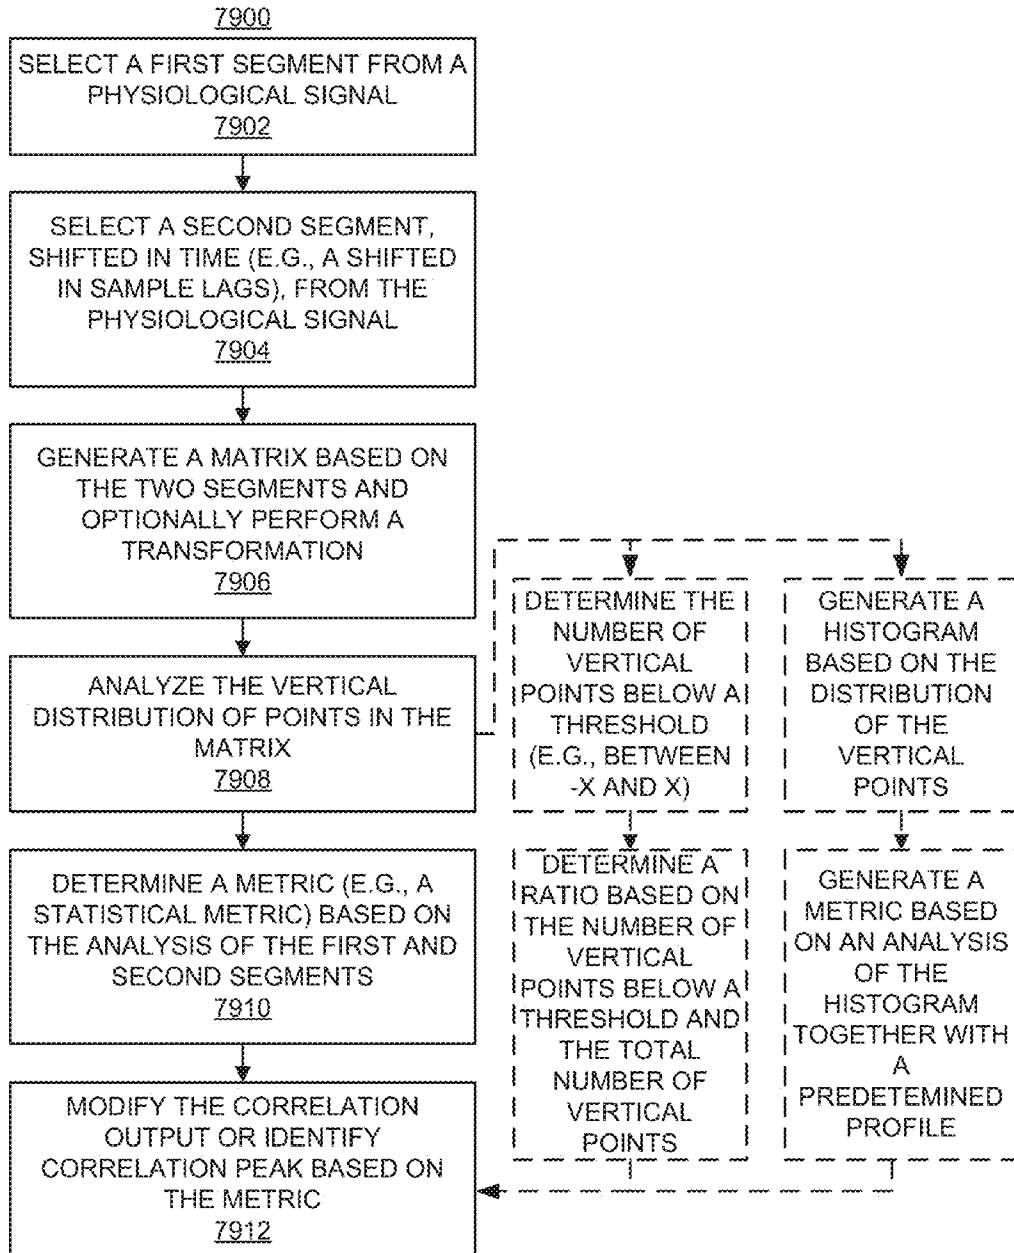 7900
SELECT A FIRST SEGMENT FROM A
PHYSIOLOGICAL SIGNAL
7902
SELECT A SECOND SEGMENT,
SHIFTED IN TIME (E.G., A SHIFTED
IN SAMPLE LAGS), FROM THE
PHYSIOLOGICAL SIGNAL
7904
GENERATE A MATRIX BASED ON
THE TWO SEGMENTS AND
OPTIONALLY PERFORM A
TRANSFORMATION
7906
ANALYZE THE VERTICAL
DISTRIBUTION OF POINTS IN THE
MATRIX
7908
DETERMINE A METRIC (E.G., A
STATISTICAL METRIC) BASED ON
THE ANALYSIS OF THE FIRST AND
SECOND SEGMENTS
7910
MODIFY THE CORRELATION
OUTPUT OR IDENTIFY
CORRELATION PEAK BASED ON
THE METRIC
7912
DETERMINE THE
NUMBER OF
VERTICAL
POINTS BELOW A
THRESHOLD
(E.G., BETWEEN
-X AND X)
DETERMINE A
RATIO BASED ON
THE NUMBER OF
VERTICAL
POINTS BELOW A
THRESHOLD AND
THE TOTAL
NUMBER OF
VERTICAL
POINTS
GENERATE A
HISTOGRAM
BASED ON THE
DISTRIBUTION
OF THE
VERTICAL
POINTS
GENERATE A
METRIC BASED
ON AN ANALYSIS
OF THE
HISTOGRAM
TOGETHER WITH
A
PREDETEMINED
PROFILE